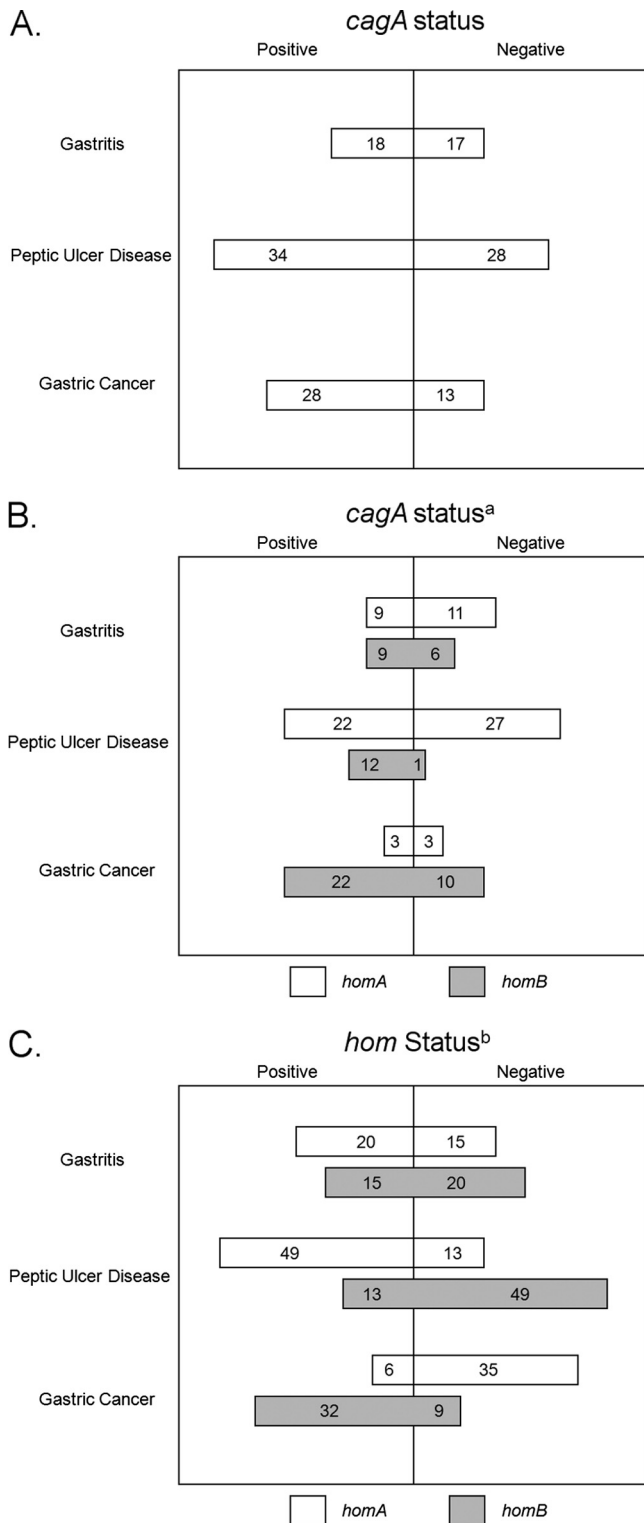 A.
cagA status
Positive Negative
Gastritis 18 17
Peptic Ulcer Disease 34 28
Gastric Cancer 28 13
B.
cagA statusᵃ
Positive Negative
9 11
Gastritis
9 6
22 27
Peptic Ulcer Disease
12 1
3 3
Gastric Cancer
22 10
homA homB
C.
hom Statusᵇ
Positive Negative
20 15
Gastritis
15 20
49 13
Peptic Ulcer Disease
13 49
6 35
Gastric Cancer
32 9
homA homB